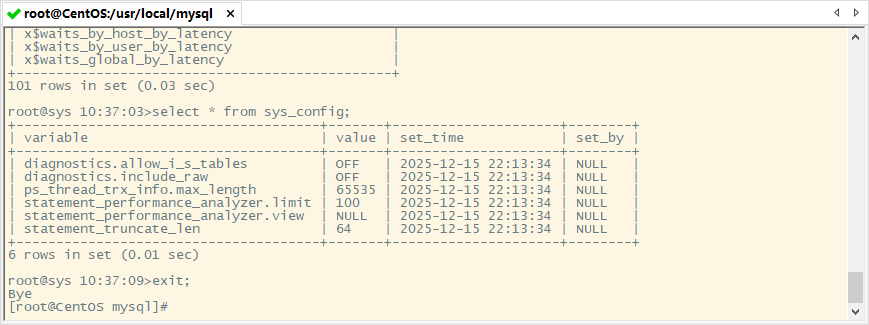 root@CentOS:/usr/local/mysql
| x$waits_by_host_by_latency                    |
| x$waits_by_user_by_latency                    |
| x$waits_global_by_latency                     |
+-----------------------------------------------+
101 rows in set (0.03 sec)
root@sys 10:37:03>select * from sys_config;
+--------------------------------------+-------+---------------------+--------+
| variable                             | value | set_time            | set_by |
+--------------------------------------+-------+---------------------+--------+
| diagnostics.allow_i_s_tables         | OFF   | 2025-12-15 22:13:34 | NULL   |
| diagnostics.include_raw              | OFF   | 2025-12-15 22:13:34 | NULL   |
| ps_thread_trx_info.max_length        | 65535 | 2025-12-15 22:13:34 | NULL   |
| statement_performance_analyzer.limit | 100   | 2025-12-15 22:13:34 | NULL   |
| statement_performance_analyzer.view  | NULL  | 2025-12-15 22:13:34 | NULL   |
| statement_truncate_len               | 64    | 2025-12-15 22:13:34 | NULL   |
+--------------------------------------+-------+---------------------+--------+
6 rows in set (0.01 sec)
root@sys 10:37:09>exit;
Bye
[root@CentOS mysql]#